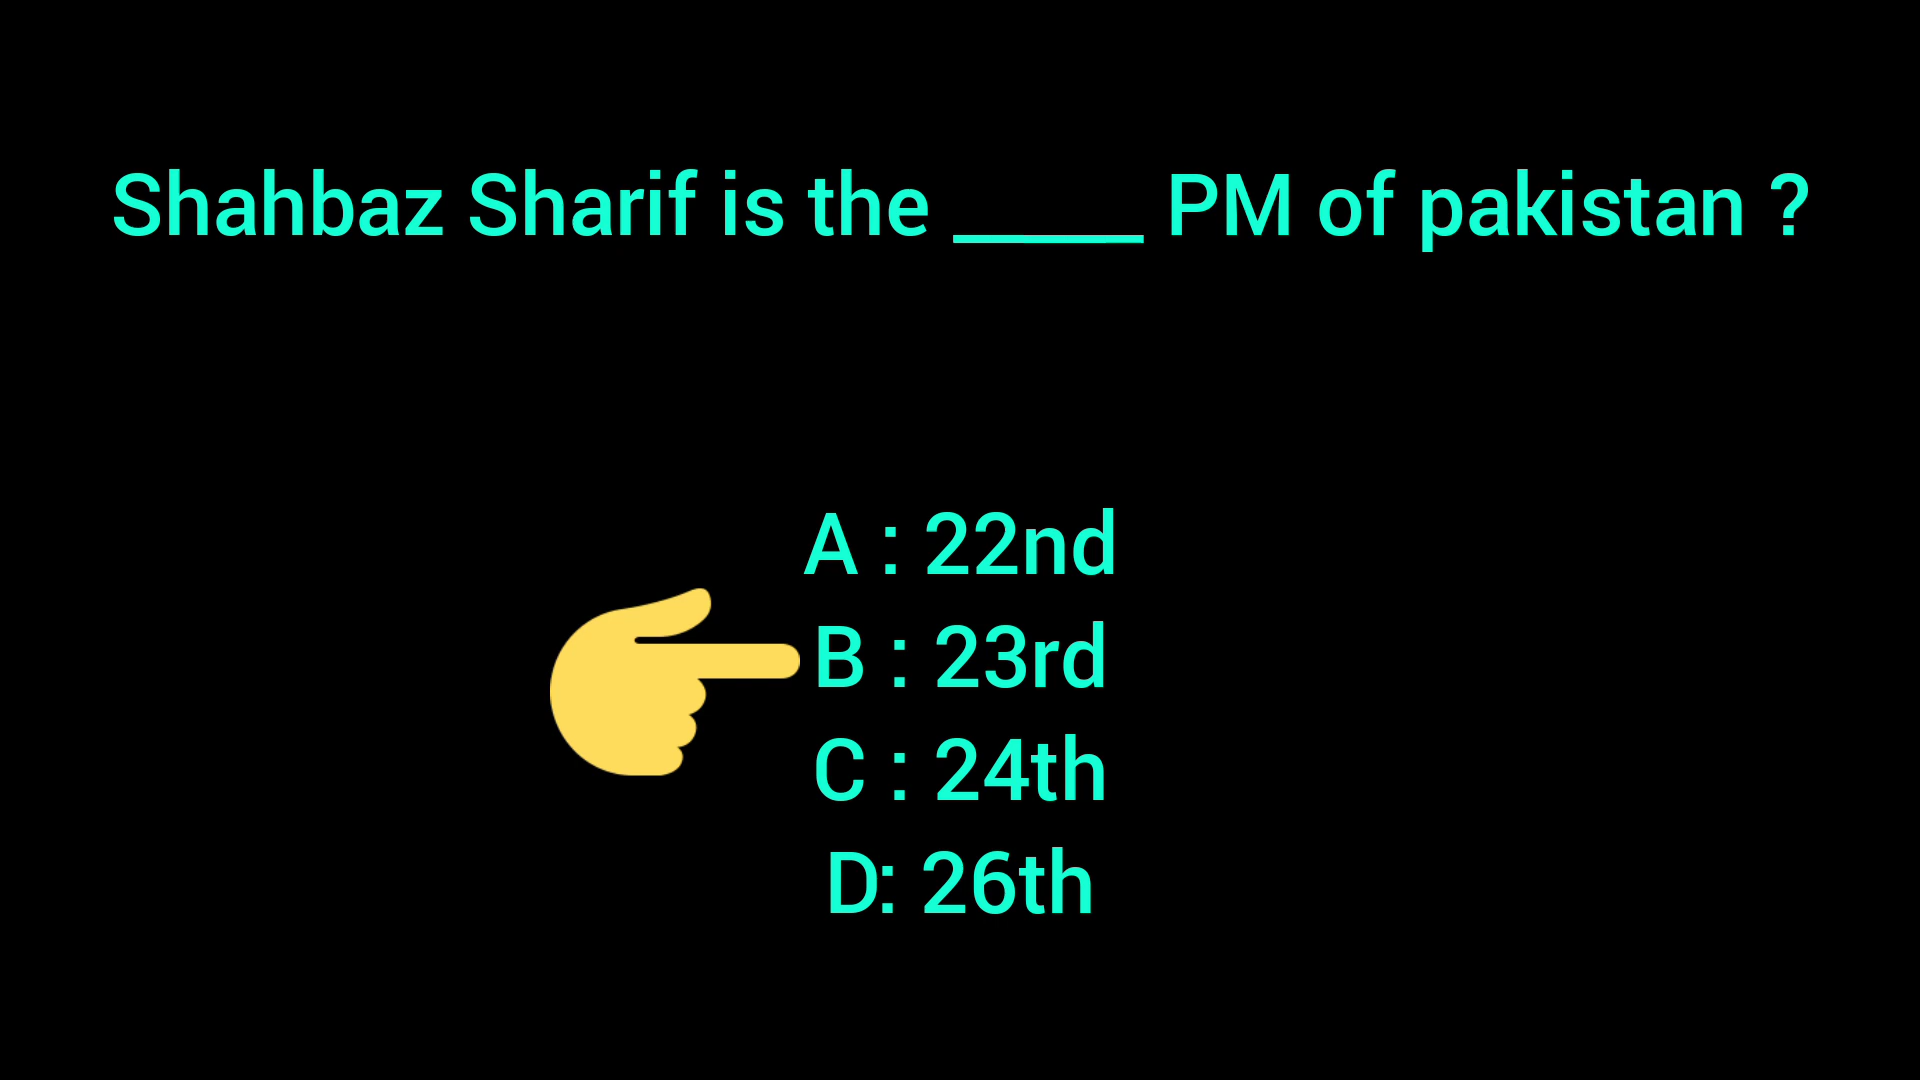 Shahbaz Sharif is the ____ PM of pakistan ?
A : 22nd
B : 23rd
C : 24th
D: 26th